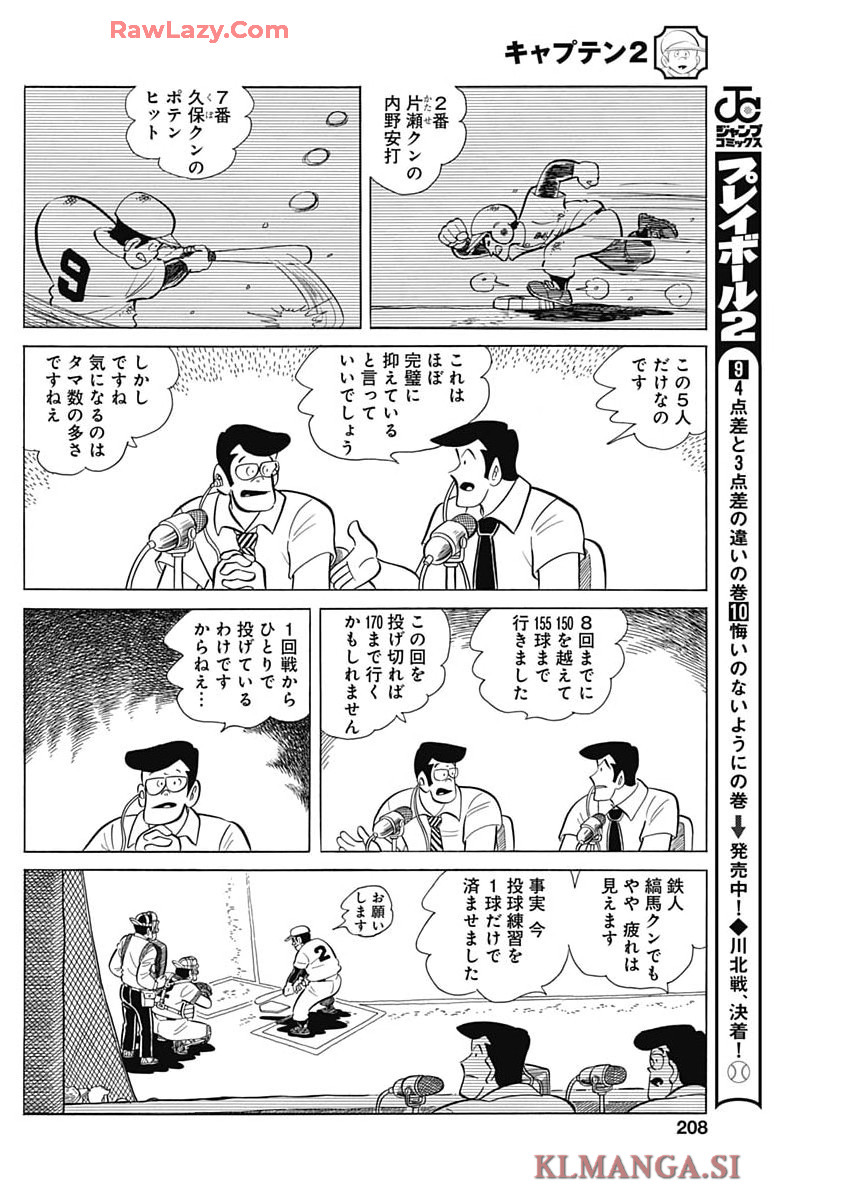 RawLazy.Com
キャプテン2
2番
片瀬クンの
かたせ
内野安打
7番
久保クンの
くぼ
ポテン
ヒット
この5人
だけなの
です
これは
ほぼ
完璧に
抑えている
と言って
いいでしょう
しかし
ですね
気になるのは
タマ数の多さ
ですねえ
8回までに
150を越えて
155球まで
行きました
この回を
投げ切れば
170まで行く
かもしれません
1回戦から
ひとりで
投げている
わけです
からねえ…
鉄人
縞馬クンでも
やや 疲れは
見えます
事実 今
投球練習を
1球だけで
済ませました
お願い
します
9
2
JC
ジャンプ
コミックス
プレイボール2
9 4点差と3点差の違いの巻 10 悔いのないようにの巻➡発売中!◆川北戦、決着!
208
KLMANGA.SI